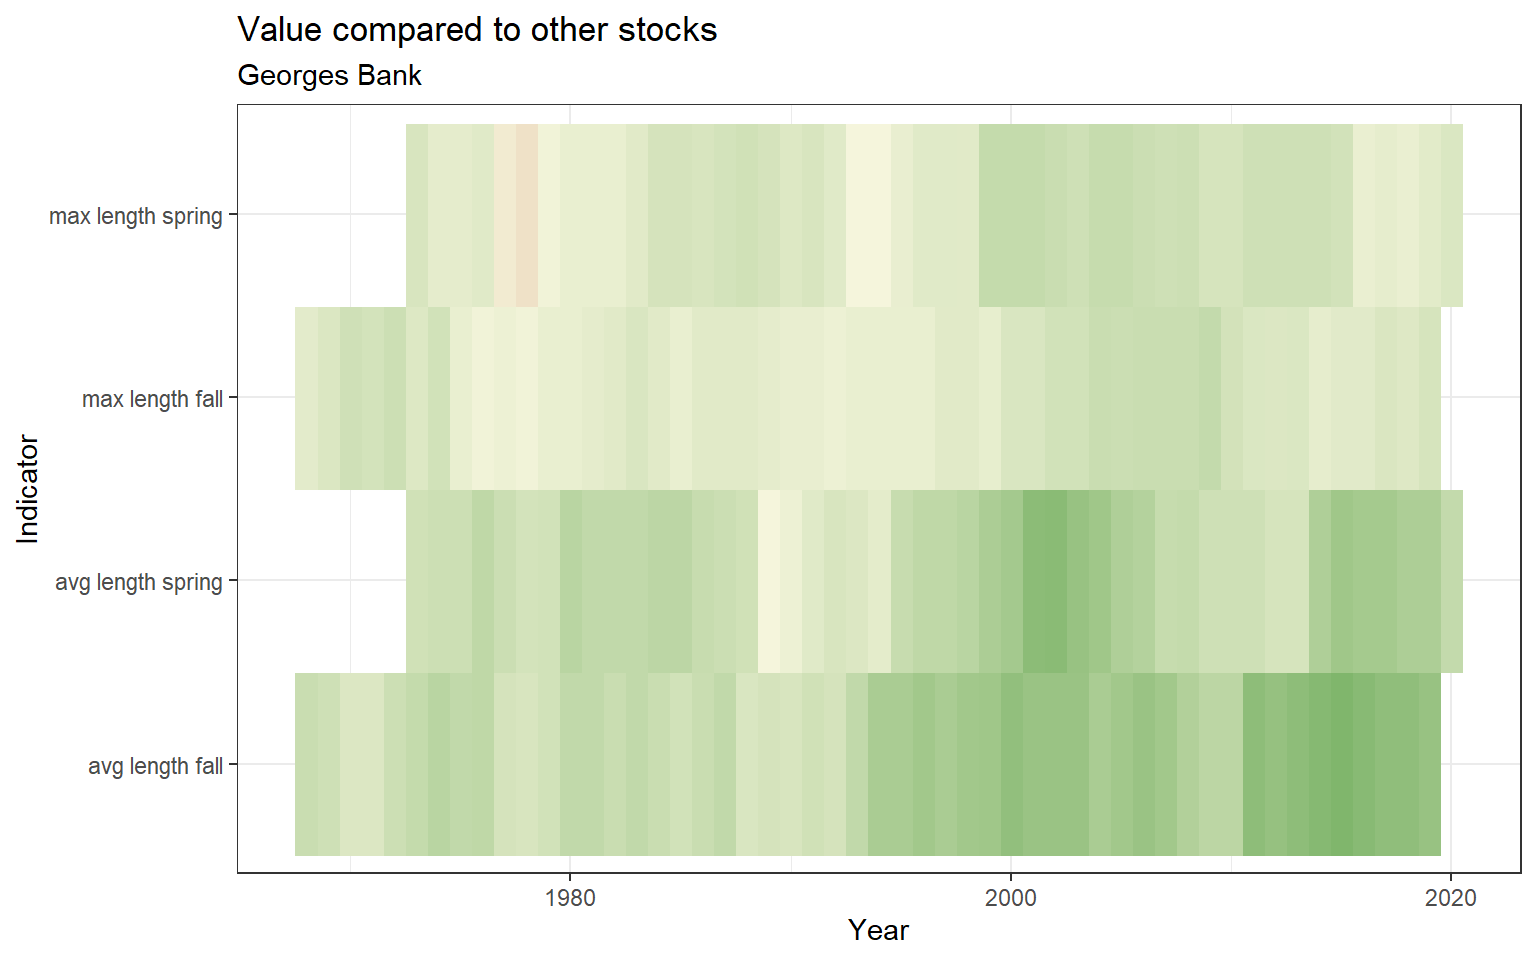 Value compared to other stocks
Georges Bank
max length spring
max length fall
avg length spring
avg length fall
Indicator
1980 2000 2020
Year